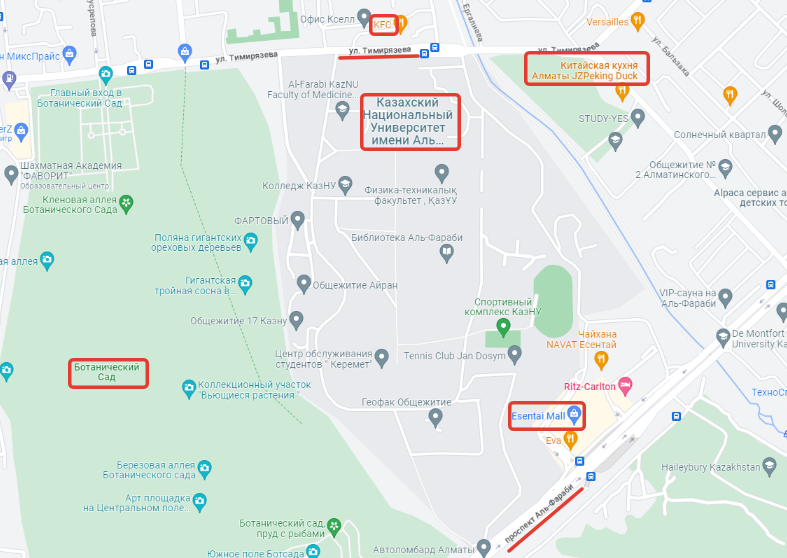 Офис Кселл
KFC
ул. Тимирязева
ул. Тимирязева
ул. Тимирязева
Ергалиева
Versailles
Китайская кухня
Алматы JZPeking Duck
ул. Бальзака
ул. Шоло
н МиксПрайс
Главный вход в
Ботанический Сад
Al-Farabi KazNU
Faculty of Medicine...
Казахский
Национальный
Университет
имени Аль...
STUDY-YES
Солнечный квартал
erZ
игр
Шахматная Академия
"ФАВОРИТ"
Образовательный центр
Общежитие №
2 Алматинского...
Колледж КазНУ
Физика-техникалық
факультет , ҚазҰУ
Alpaca сервис а
детских то
Кленовая аллея
Ботанического Сада
ФАРТОВЫЙ
Поляна гигантских
ореховых деревьев
Библиотека Аль-Фараби
ая аллея
Гигантская
тройная сосна в...
Общежитие Айран
VIP-сауна на
Аль-Фараби
Спортивный
комплекс КазНУ
Общежитие 17 Казну
Чайхана
NAVAT Есентай
De Montfort
University Ka
Центр обслуживания
студентов " Керемет"
Tennis Club Jan Dosym
Ботанический
Сад
Коллекционный участок
"Вьющиеся растения "
Ritz-Carlton
ТехноСп
Геофак Общежитие
Esentai Mall
Eva
Березовая аллея
Ботанического сада
Haileybury Kazakhstan
Арт площадка
на Центральном поле...
проспект Аль-Фараби
Ботанический сад,
пруд с рыбами
Автоломбард Алматы
Южное поле Ботсада